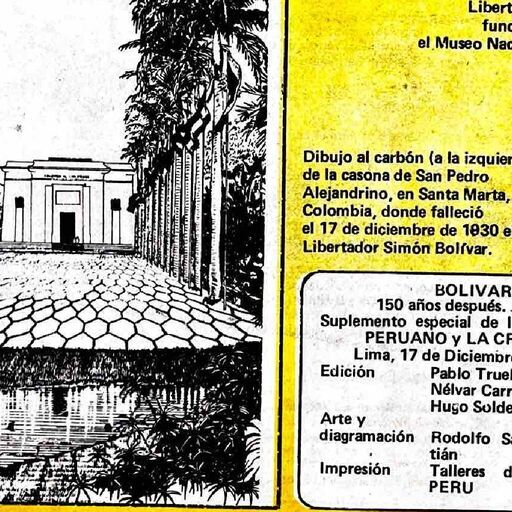 Libert
fund
el Museo Nac
Dibujo al carbón (a la izquier
de la casona de San Pedro
Alejandrino, en Santa Marta,
Colombia, donde falleció
el 17 de diciembre de 1830 e
Libertador Simón Bolívar.
BOLIVAR
150 años después.
Suplemento especial de l
PERUANO y LA CR
Lima, 17 de Diciembre
Edición Pablo Truel
Nélvar Carr
Hugo Solde
Arte y
diagramación Rodolfo Sa
tián
Impresión Talleres d
PERU